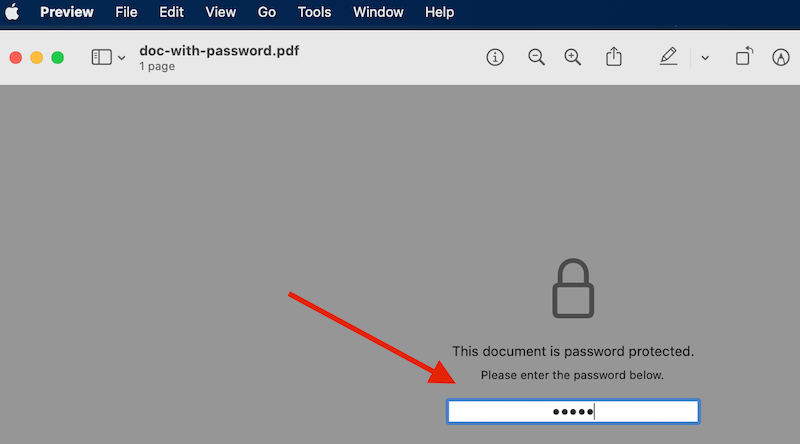 Preview File Edit View Go Tools Window Help
doc-with-password.pdf
1 page
This document is password protected.
Please enter the password below.
•••••